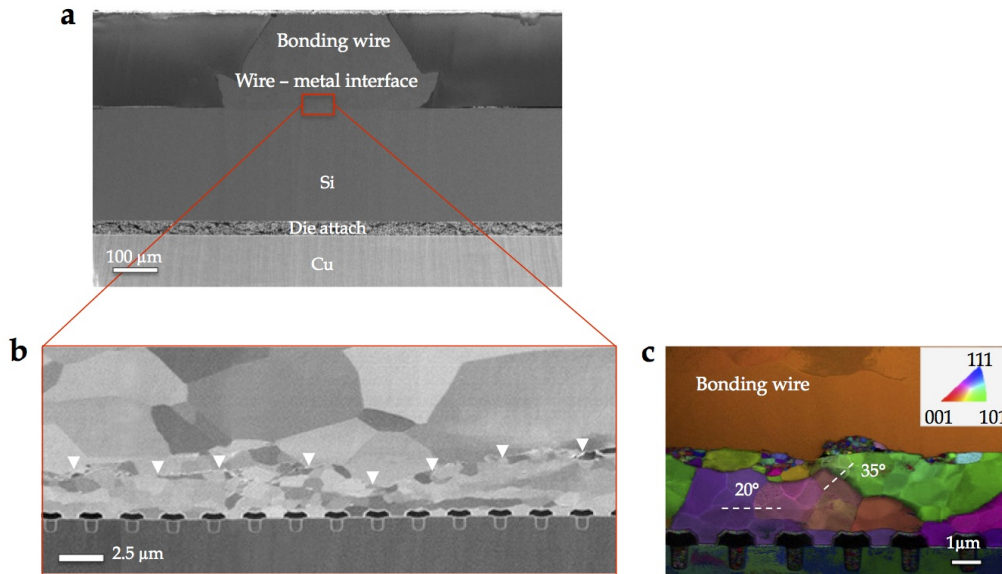 a
Bonding wire
Wire – metal interface
Si
Die attach
100 μm
Cu
b
2.5 μm
c
Bonding wire
111
001 101
35°
20°
1μm